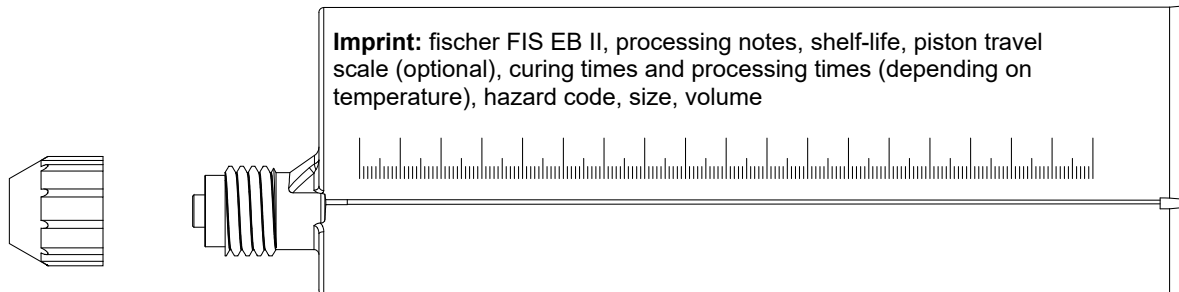 Imprint: fischer FIS EB II, processing notes, shelf-life, piston travel
scale (optional), curing times and processing times (depending on
temperature), hazard code, size, volume